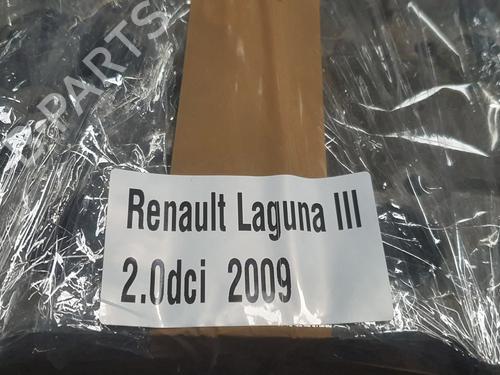 PARTS
Renault Laguna III
2.0dci 2009